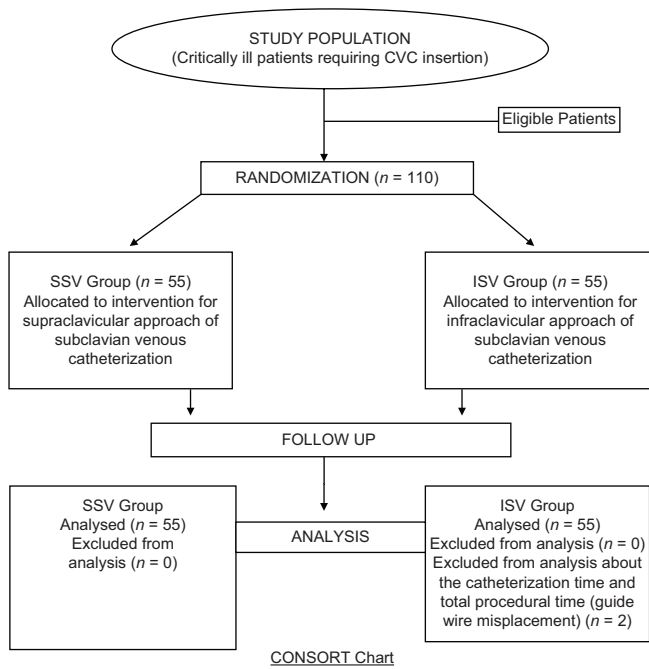 STUDY POPULATION
(Critically ill patients requiring CVC insertion)
Eligible Patients
RANDOMIZATION (n = 110)
SSV Group (n = 55)
Allocated to intervention for
supraclavicular approach of
subclavian venous
catheterization
ISV Group (n = 55)
Allocated to intervention for
infraclavicular approach of
subclavian venous
catheterization
FOLLOW UP
SSV Group
Analysed (n = 55)
Excluded from
analysis (n = 0)
ANALYSIS
ISV Group
Analysed (n = 55)
Excluded from analysis (n = 0)
Excluded from analysis about
the catheterization time and
total procedural time (guide
wire misplacement) (n = 2)
CONSORT Chart